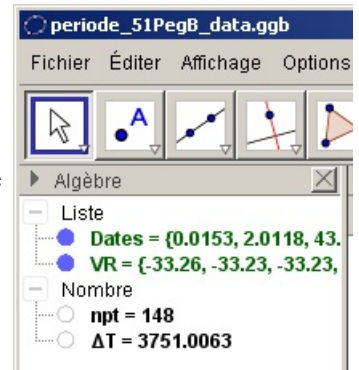 periode_51PegB_data.ggb
Fichier Éditer Affichage Options
A
Algèbre
Liste
Dates = {0.0153, 2.0118, 43.
VR = {-33.26, -33.23, -33.23,
Nombre
npt = 148
ΔT = 3751.0063